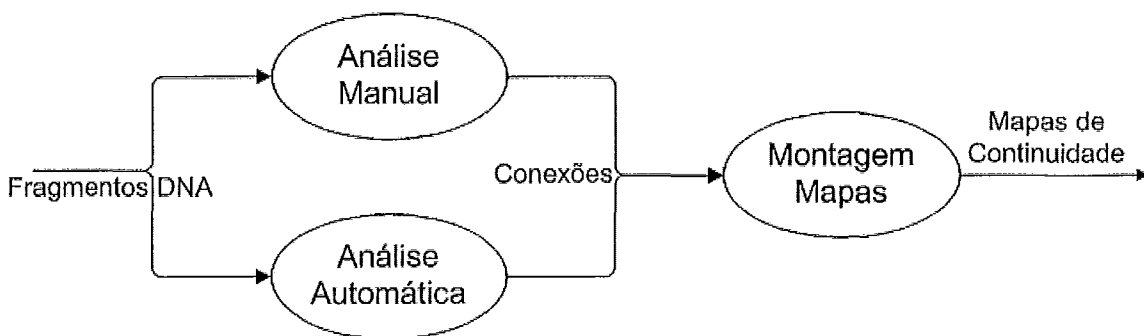 Análise
Manual
Fragmentos DNA
Conexões
Análise
Automática
Montagem
Mapas
Mapas de
Continuidade